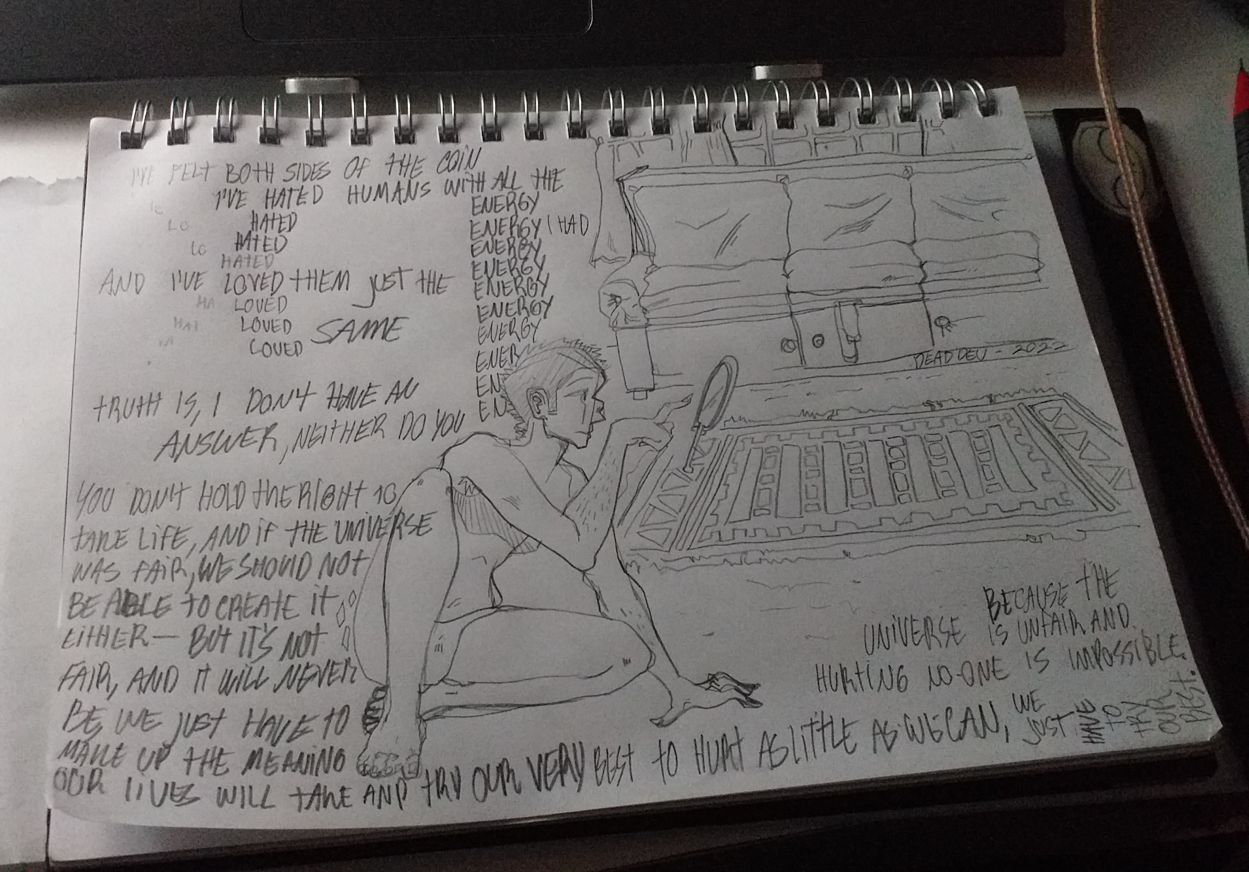 I'VE FELT BOTH SIDES OF THE COIN
I'VE HATED HUMANS WITH ALL THE
ENERGY
LO HATED ENERGY I HAD
LO HATED ENERGY
HATED ENERGY
AND I'VE LOVED THEM JUST THE ENERGY
HA LOVED ENERGY
HAT LOVED SAME ENERGY
LOVED ENER
EN
EN
TRUTH IS, I DON'T HAVE AN
ANSWER, NEITHER DO YOU
YOU DON'T HOLD THE RIGHT TO
TAKE LIFE, AND IF THE UNIVERSE
WAS FAIR, WE SHOULD NOT
BE ABLE TO CREATE IT
EITHER— BUT IT'S NOT
FAIR, AND IT WILL NEVER
BE, WE JUST HAVE TO
MAKE UP THE MEANING
OUR LIVES WILL TAKE AND TRY OUR VERY BEST TO HURT AS LITTLE AS WE CAN,
BECAUSE THE
UNIVERSE IS UNFAIR AND
HURTING NO-ONE IS IMPOSSIBLE.
WE
JUST
HAVE
TO
TRY
OUR
BEST.
DEADDEU - 2022